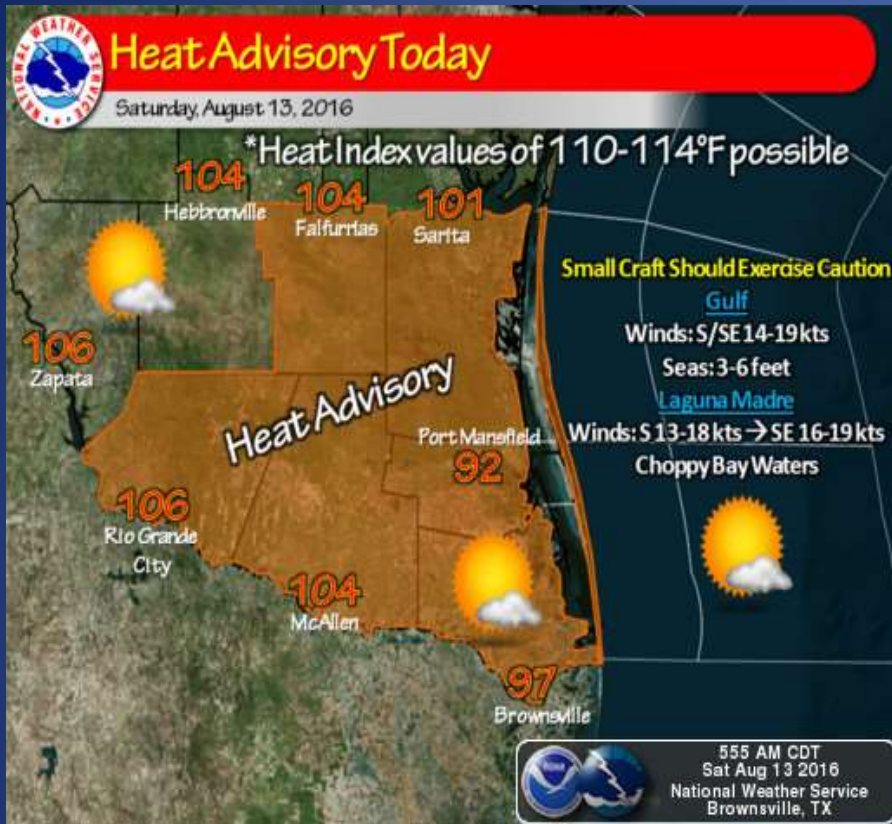 NATIONAL WEATHER SERVICE
Heat Advisory Today
Saturday, August 13, 2016
*Heat Index values of 110-114°F possible
104
Hebbronville
104
Falfurrias
101
Sarita
Small Craft Should Exercise Caution
Gulf
Winds: S/SE 14-19 kts
Seas: 3-6 feet
Laguna Madre
Winds: S 13-18 kts → SE 16-19 kts
Choppy Bay Waters
106
Zapata
Heat Advisory
Port Mansfield
92
106
Rio Grande
City
104
McAllen
97
Brownsville
NOAA
555 AM CDT
Sat Aug 13 2016
National Weather Service
Brownsville, TX